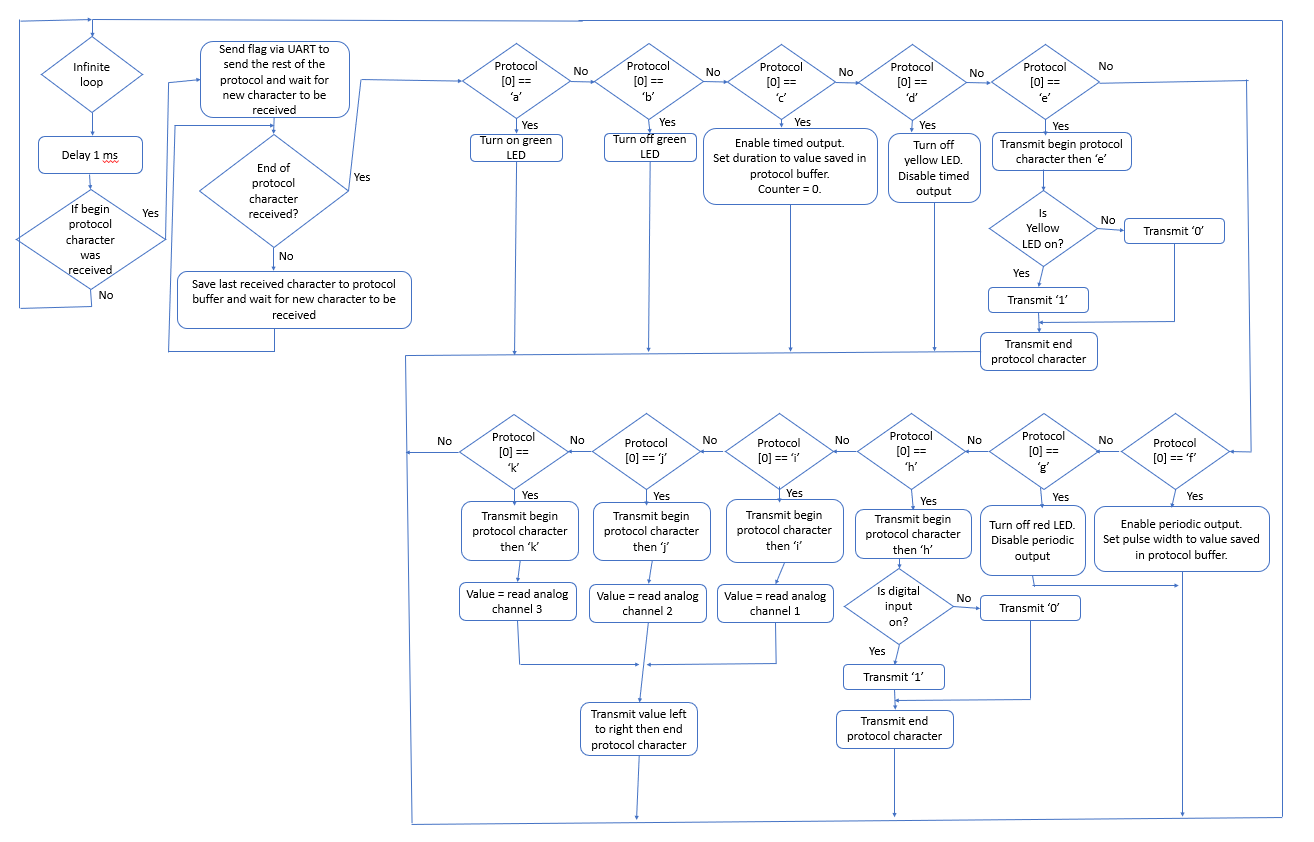 Infinite
loop
Delay 1 ms
If begin
protocol
character
was
received
Yes
No
Send flag via UART to
send the rest of the
protocol and wait for
new character to be
received
End of
protocol
character
received?
Yes
No
Save last received character to protocol
buffer and wait for new character to be
received
Protocol
[0] ==
‘a’
No
Yes
Turn on green
LED
Protocol
[0] ==
‘b’
No
Yes
Turn off green
LED
Protocol
[0] ==
‘c’
No
Yes
Enable timed output.
Set duration to value saved in
protocol buffer.
Counter = 0.
Protocol
[0] ==
‘d’
No
Yes
Turn off
yellow LED.
Disable timed
output
Protocol
[0] ==
‘e’
No
Yes
Transmit begin protocol
character then ‘e’
Is
Yellow
LED on?
No
Transmit ‘0’
Yes
Transmit ‘1’
Transmit end
protocol character
Protocol
[0] == ‘f’
No
Yes
Enable periodic output.
Set pulse width to value saved
in protocol buffer.
Protocol
[0] ==
‘g’
No
Yes
Turn off red LED.
Disable periodic
output
Protocol
[0] ==
‘h’
No
Yes
Transmit begin
protocol character
then ‘h’
Is digital
input
on?
No
Transmit ‘0’
Yes
Transmit ‘1’
Transmit end
protocol character
Protocol
[0] == ‘i’
No
Yes
Transmit begin
protocol character
then ‘i’
Value = read analog
channel 1
Protocol
[0] == ‘j’
No
Yes
Transmit begin
protocol character
then ‘j’
Value = read analog
channel 2
Protocol
[0] ==
‘k’
No
Yes
Transmit begin
protocol character
then ‘k’
Value = read analog
channel 3
Transmit value left
to right then end
protocol character